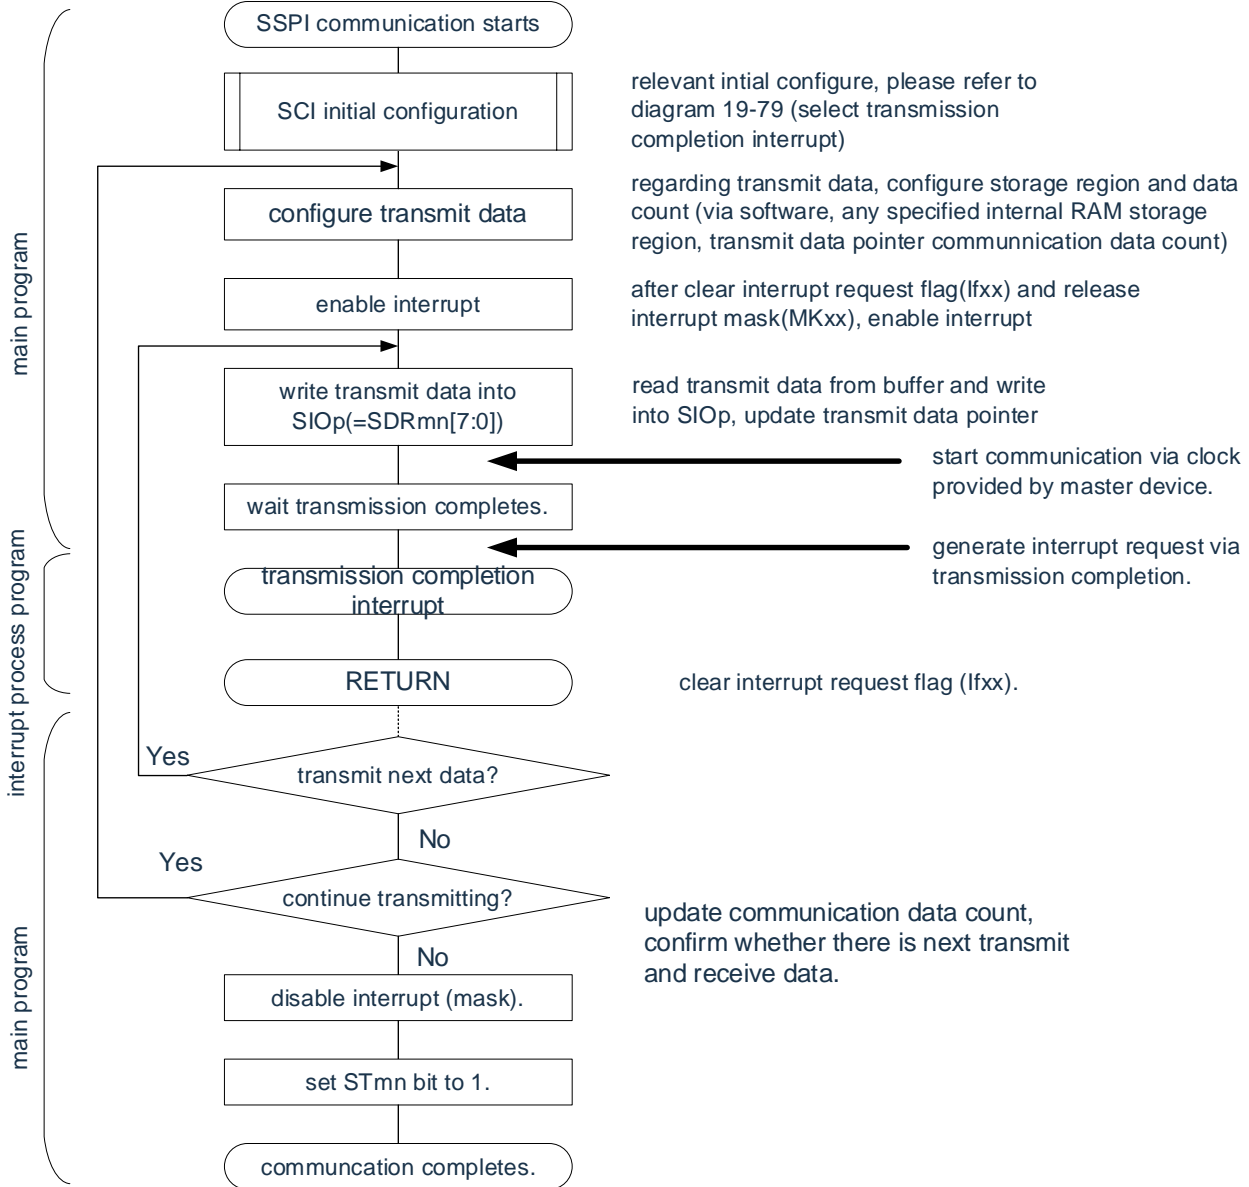 SSPI communication starts
SCI initial configuration
relevant intial configure, please refer to
diagram 19-79 (select transmission
completion interrupt)
configure transmit data
regarding transmit data, configure storage region and data
count (via software, any specified internal RAM storage
region, transmit data pointer communnication data count)
main program
enable interrupt
after clear interrupt request flag(Ifxx) and release
interrupt mask(MKxx), enable interrupt
write transmit data into
SIOp(=SDRmn[7:0])
read transmit data from buffer and write
into SIOp, update transmit data pointer
start communication via clock
provided by master device.
wait transmission completes.
generate interrupt request via
transmission completion.
interrupt process program
transmission completion
interrupt
RETURN
clear interrupt request flag (Ifxx).
Yes
transmit next data?
No
Yes
continue transmitting?
update communication data count,
confirm whether there is next transmit
and receive data.
No
main program
disable interrupt (mask).
set STmn bit to 1.
communcation completes.